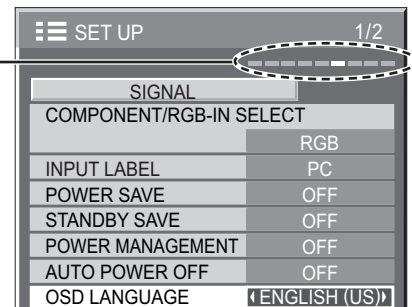 SET UP 1/2
SIGNAL
COMPONENT/RGB-IN SELECT
RGB
INPUT LABEL PC
POWER SAVE OFF
STANDBY SAVE OFF
POWER MANAGEMENT OFF
AUTO POWER OFF OFF
OSD LANGUAGE ENGLISH (US)